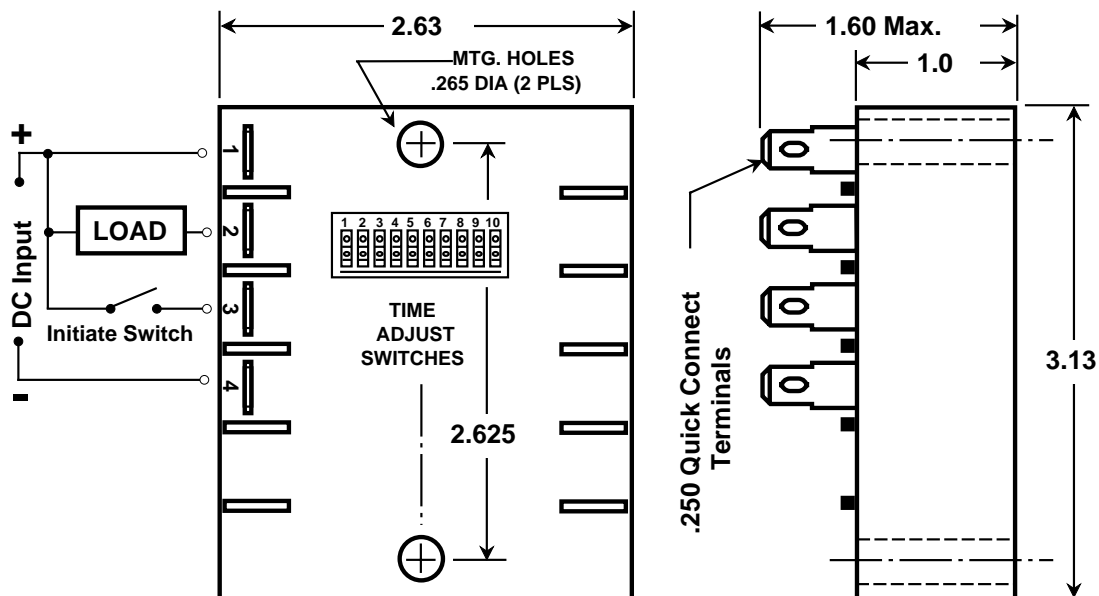 2.63
MTG. HOLES
.265 DIA (2 PLS)
1.60 Max.
1.0
+
DC Input
-
LOAD
Initiate Switch
1
2
3
4
1 2 3 4 5 6 7 8 9 10
TIME
ADJUST
SWITCHES
2.625
.250 Quick Connect
Terminals
3.13